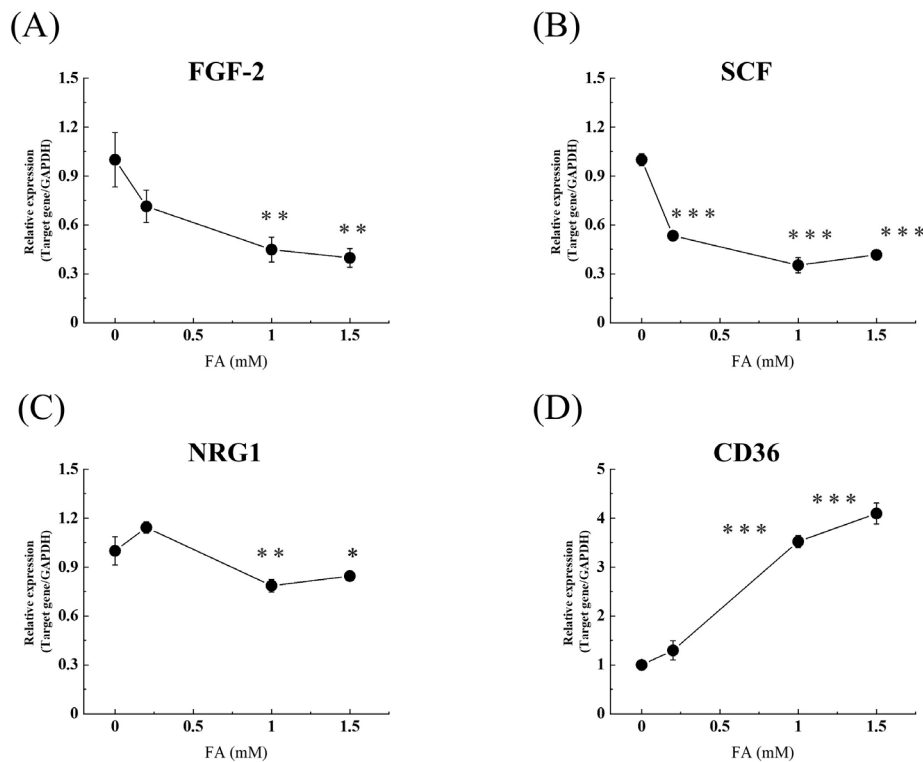 (A)
FGF-2
Relative expression
(Target gene/GAPDH)
1.5
1.2
0.9
0.6
0.3
0
* *
* *
0 0.5 1 1.5
FA (mM)
(B)
SCF
Relative expression
(Target gene/GAPDH)
1.5
1.2
0.9
0.6
0.3
0
* * *
* * *
* * *
0 0.5 1 1.5
FA (mM)
(C)
NRG1
Relative expression
(Target gene/GAPDH)
1.5
1.2
0.9
0.6
0.3
0
* *
*
0 0.5 1 1.5
FA (mM)
(D)
CD36
Relative expression
(Target gene/GAPDH)
5
4
3
2
1
0
* * *
* * *
0 0.5 1 1.5
FA (mM)